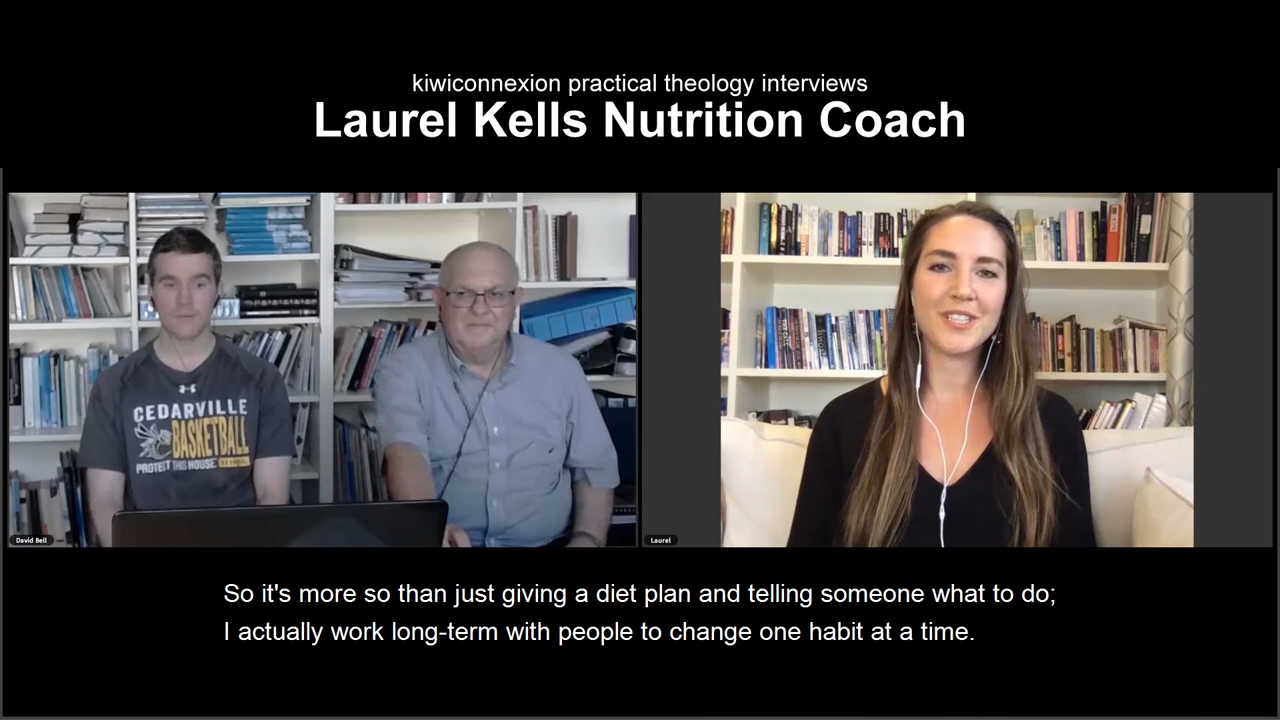 kiwiconnexion practical theology interviews
Laurel Kells Nutrition Coach
CEDARVILLE
BASKETBALL
PROTECT THIS HOUSE
David Bell
Laurel
So it's more so than just giving a diet plan and telling someone what to do;
I actually work long-term with people to change one habit at a time.